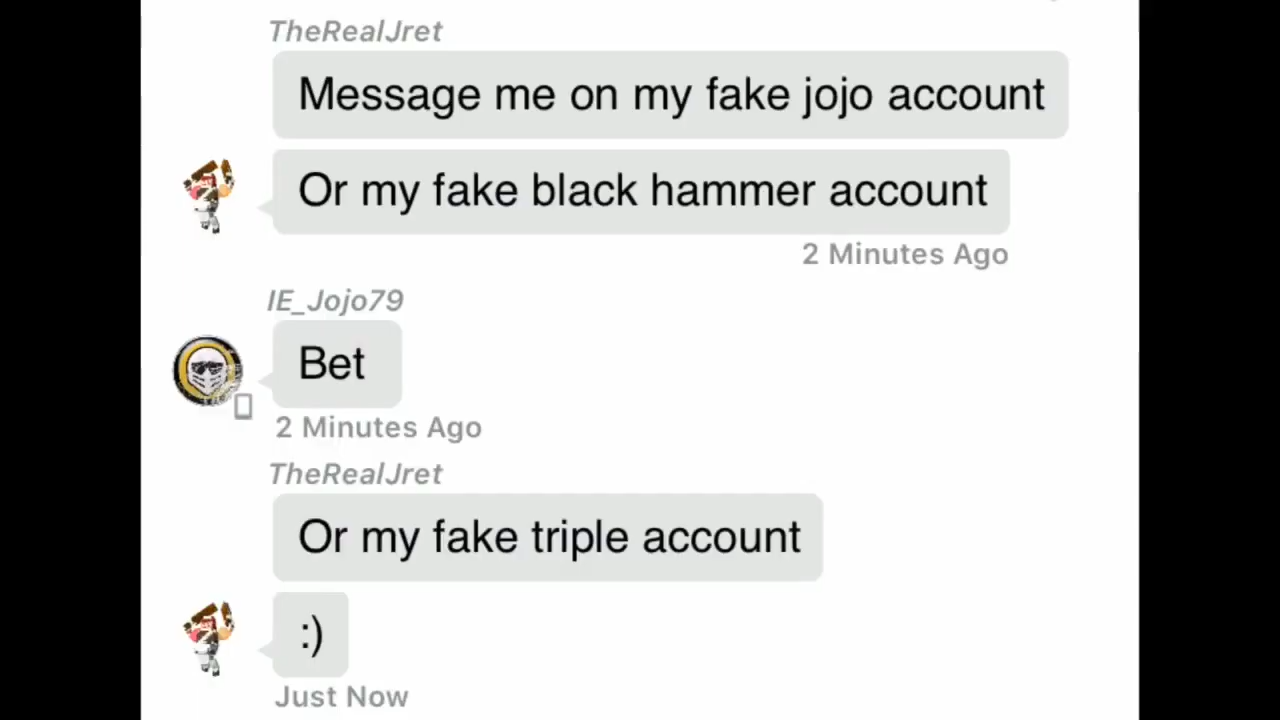 TheRealJret
Message me on my fake jojo account
Or my fake black hammer account
2 Minutes Ago
IE_Jojo79
Bet
2 Minutes Ago
TheRealJret
Or my fake triple account
:)
Just Now